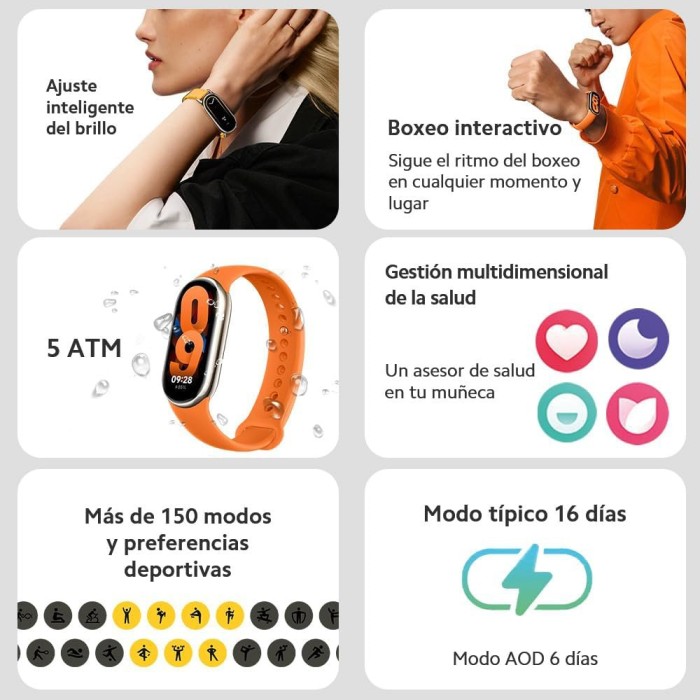 Ajuste
inteligente
del brillo
Boxeo interactivo
Sigue el ritmo del boxeo
en cualquier momento y
lugar
5 ATM
09:28
Gestión multidimensional
de la salud
Un asesor de salud
en tu muñeca
Más de 150 modos
y preferencias
deportivas
Modo típico 16 días
Modo AOD 6 días